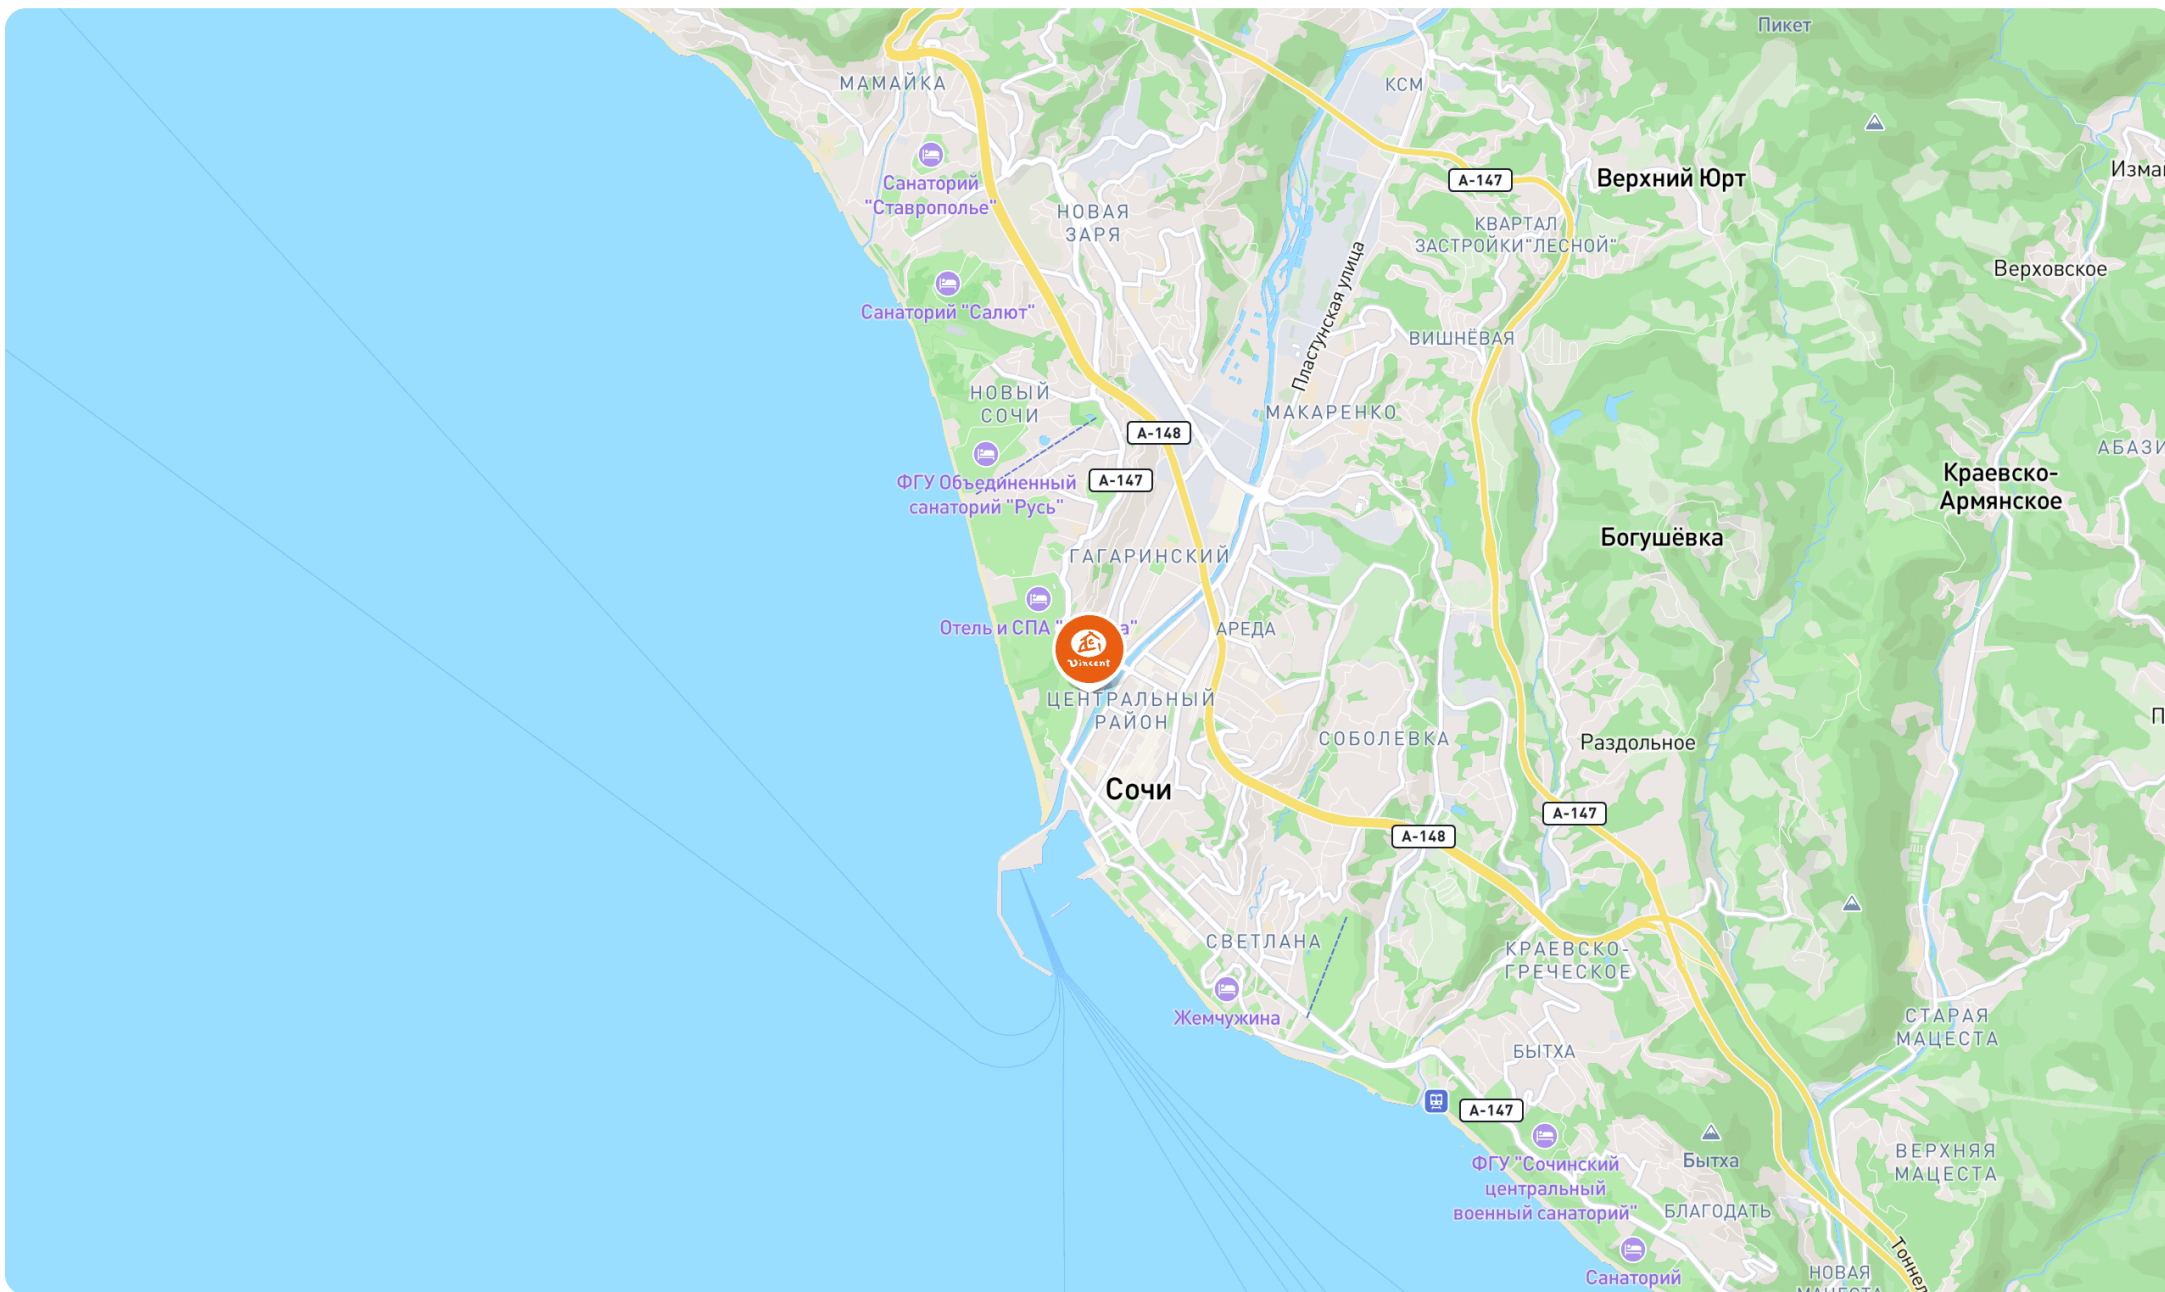 Пикет
МАМАЙКА
КСМ
Санаторий
"Ставрополье"
А-147
Верхний Юрт
НОВАЯ
ЗАРЯ
КВАРТАЛ
ЗАСТРОЙКИ"ЛЕСНОЙ"
Верховское
Санаторий "Салют"
Пластунская улица
ВИШНЁВАЯ
НОВЫЙ
СОЧИ
МАКАРЕНКО
А-148
А-147
ФГУ Объединенный
санаторий "Русь"
Краевско-
Армянское
Богушёвка
ГАГАРИНСКИЙ
Отель и СПА
Vincent
АРЕДА
ЦЕНТРАЛЬНЫЙ
РАЙОН
СОБОЛЕВКА
Раздольное
Сочи
А-147
А-148
СВЕТЛАНА
КРАЕВСКО-
ГРЕЧЕСКОЕ
Жемчужина
СТАРАЯ
МАЦЕСТА
БЫТХА
А-147
ФГУ "Сочинский
центральный
военный санаторий"
Бытха
ВЕРХНЯЯ
МАЦЕСТА
БЛАГОДАТЬ
Санаторий
НОВАЯ